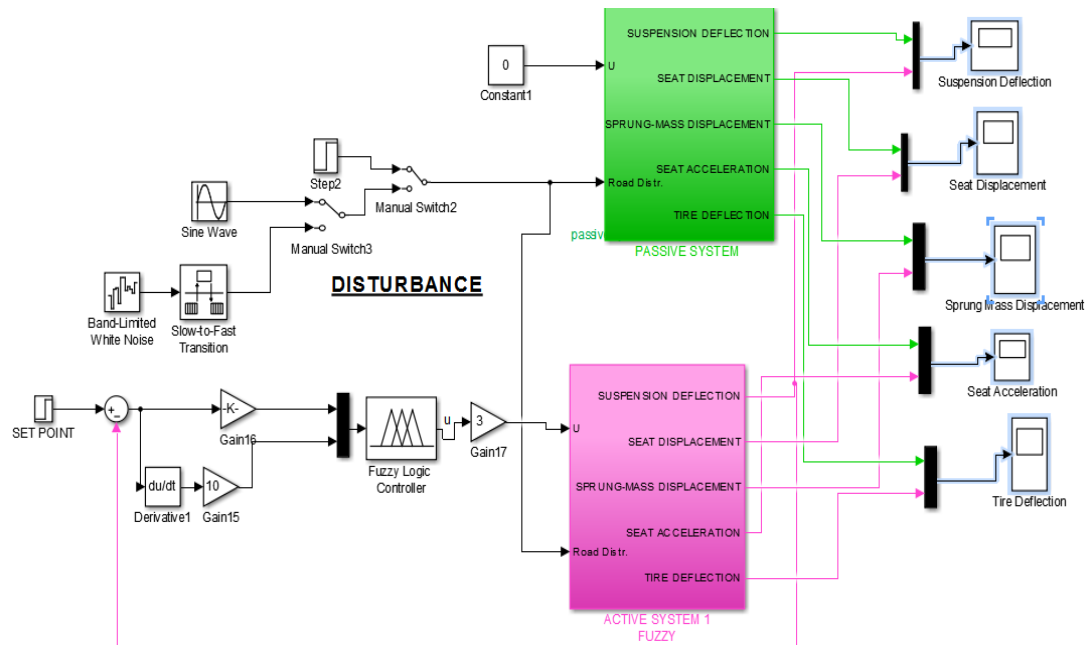 SUSPENSION DEFLECTION
SEAT DISPLACEMENT
SPRUNG-MASS DISPLACEMENT
SEAT ACCELERATION
TIRE DEFLECTION
U
Road Distr.
passiv
PASSIVE SYSTEM
0
Constant1
Step2
Manual Switch2
Sine Wave
Manual Switch3
Band-Limited
White Noise
Slow-to-Fast
Transition
DISTURBANCE
Suspension Deflection
Seat Displacement
Sprung Mass Displacement
Seat Acceleration
Tire Deflection
SET POINT
+
-K-
Gain16
du/dt
Derivative1
10
Gain15
Fuzzy Logic
Controller
u
3
Gain17
SUSPENSION DEFLECTION
U
SEAT DISPLACEMENT
SPRUNG-MASS DISPLACEMENT
SEAT ACCELERATION
Road Distr.
TIRE DEFLECTION
ACTIVE SYSTEM 1
FUZZY